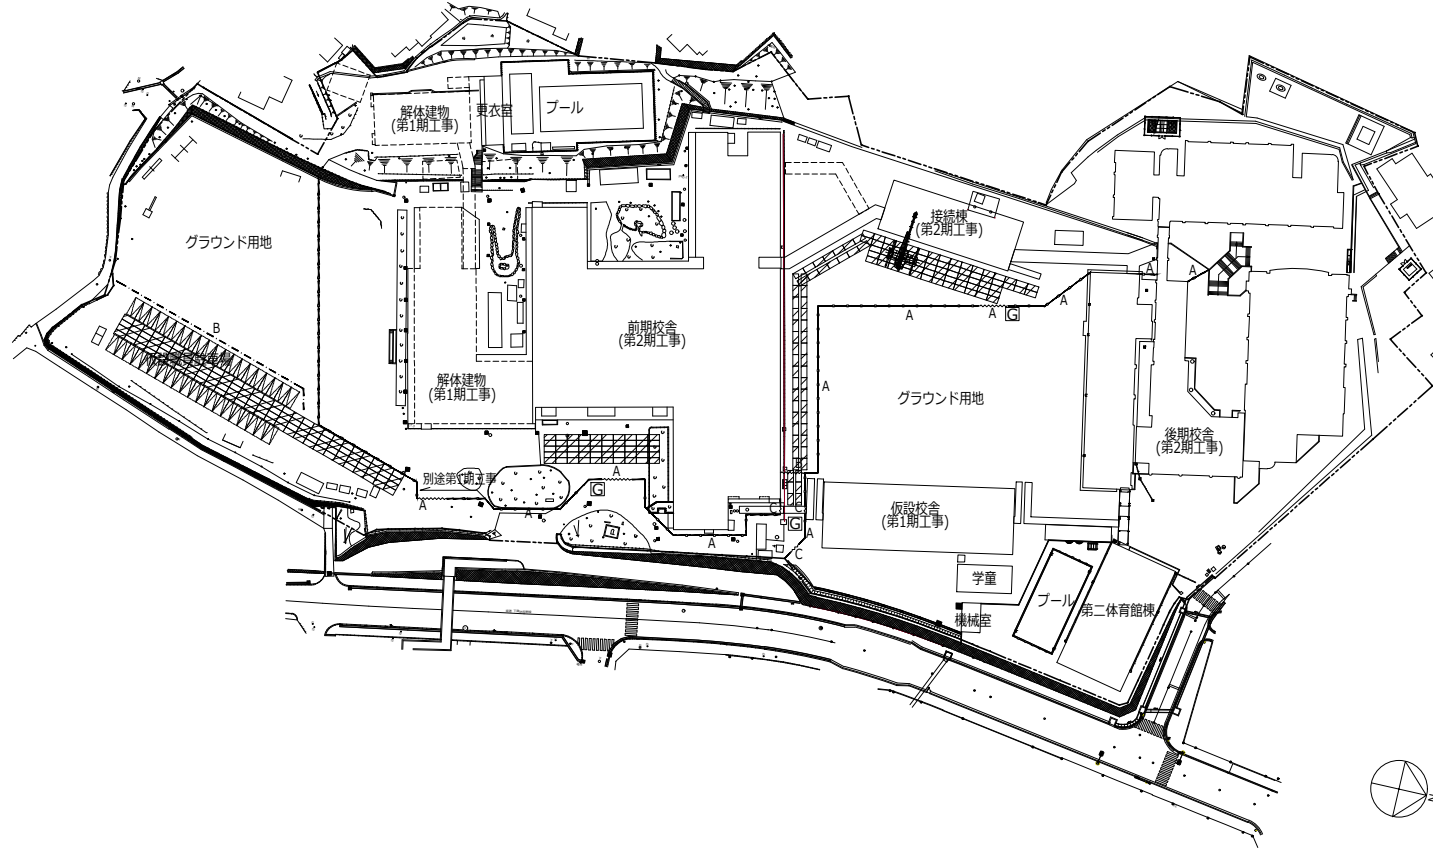 解体建物
(第1期工事)
更衣室
プール
グラウンド用地
接続棟
(第2期工事)
A
A
B
A
A
A
G
前期校舎
(第2期工事)
解体建物
(第1期工事)
A
グラウンド用地
後期校舎
(第2期工事)
別途第1期工事
A
A
A
G
仮設校舎
(第1期工事)
C
C
G
A
A
C
学童
プール
第二体育館棟
機械室